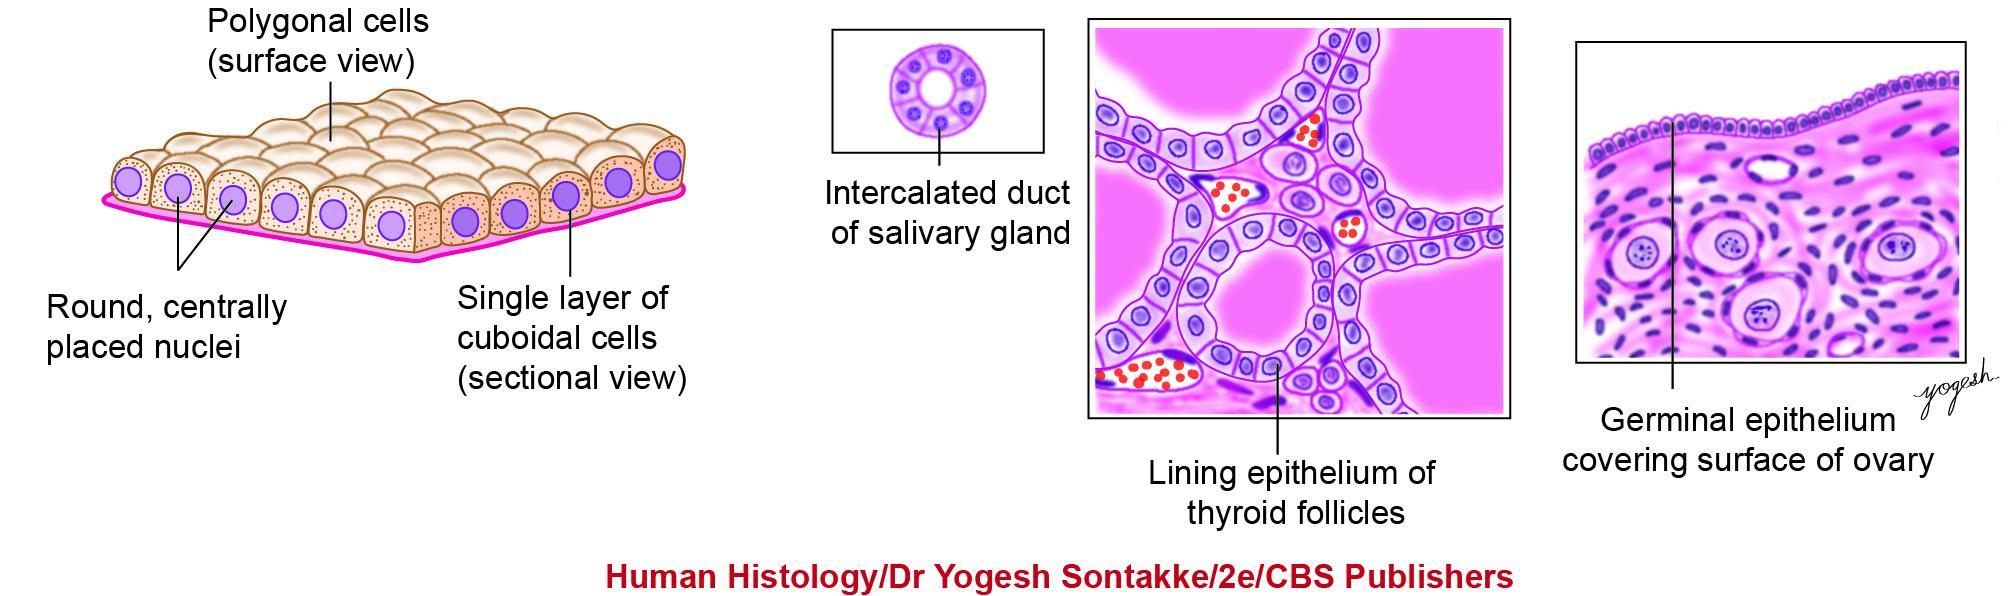 Polygonal cells
(surface view)
Round, centrally
placed nuclei
Single layer of
cuboidal cells
(sectional view)
Intercalated duct
of salivary gland
Lining epithelium of
thyroid follicles
Germinal epithelium
covering surface of ovary
yogesh
Human Histology/Dr Yogesh Sontakke/2e/CBS Publishers